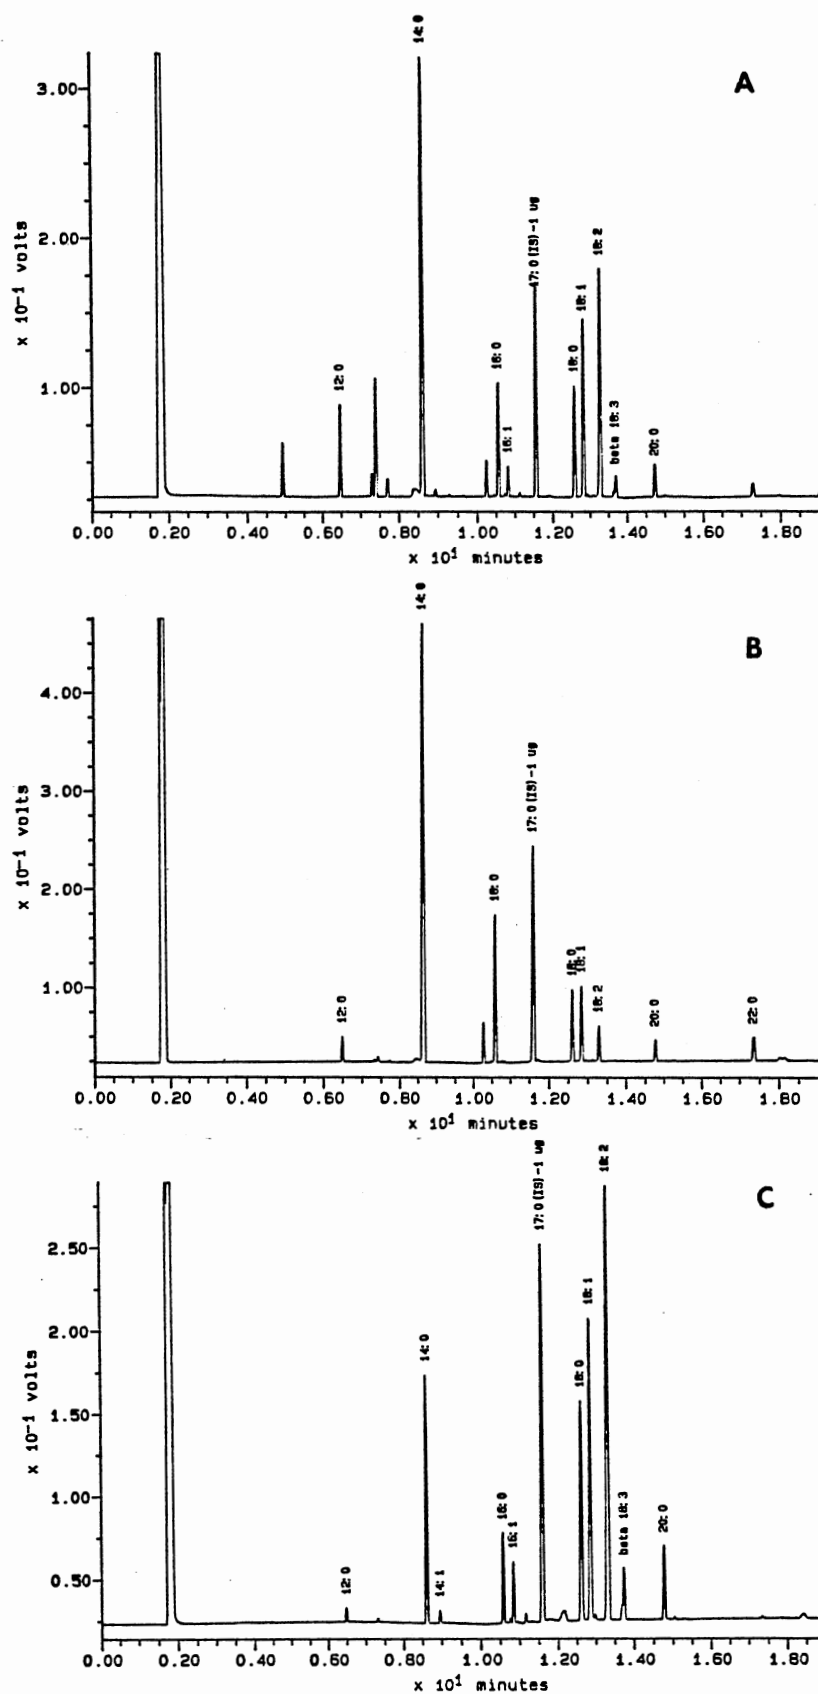 A
14:0
3.00
2.00
1.00
x 10⁻¹ volts
12:0
16:0
16:1
17:0(IS)-1 ug
18:0
18:1
18:2
beta 18:3
20:0
0.00 0.20 0.40 0.60 0.80 1.00 1.20 1.40 1.60 1.80
x 10¹ minutes
B
14:0
4.00
3.00
2.00
1.00
x 10⁻¹ volts
12:0
16:0
17:0(IS)-1 ug
18:0
18:1
18:2
20:0
22:0
0.00 0.20 0.40 0.60 0.80 1.00 1.20 1.40 1.60 1.80
x 10¹ minutes
C
2.50
2.00
1.50
1.00
0.50
x 10⁻¹ volts
12:0
14:0
14:1
16:0
16:1
17:0(IS)-1 ug
18:0
18:1
18:2
beta 18:3
20:0
0.00 0.20 0.40 0.60 0.80 1.00 1.20 1.40 1.60 1.80
x 10¹ minutes